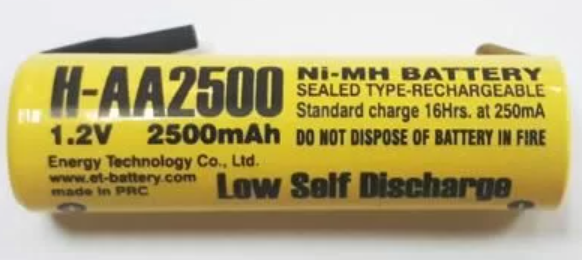 H-AA2500
1.2V 2500mAh
Ni-MH BATTERY
SEALED TYPE-RECHARGEABLE
Standard charge 16Hrs. at 250mA
DO NOT DISPOSE OF BATTERY IN FIRE
Energy Technology Co., Ltd.
www.et-battery.com
made in PRC
Low Self Discharge